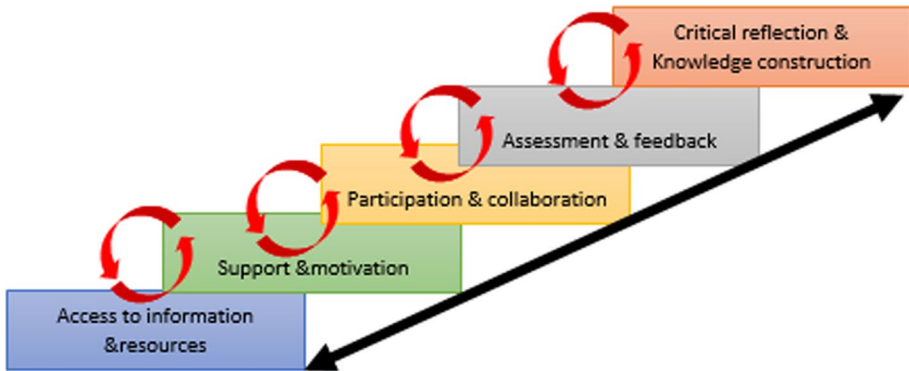 Critical reflection &
Knowledge construction
Assessment & feedback
Participation & collaboration
Support &motivation
Access to information
&resources